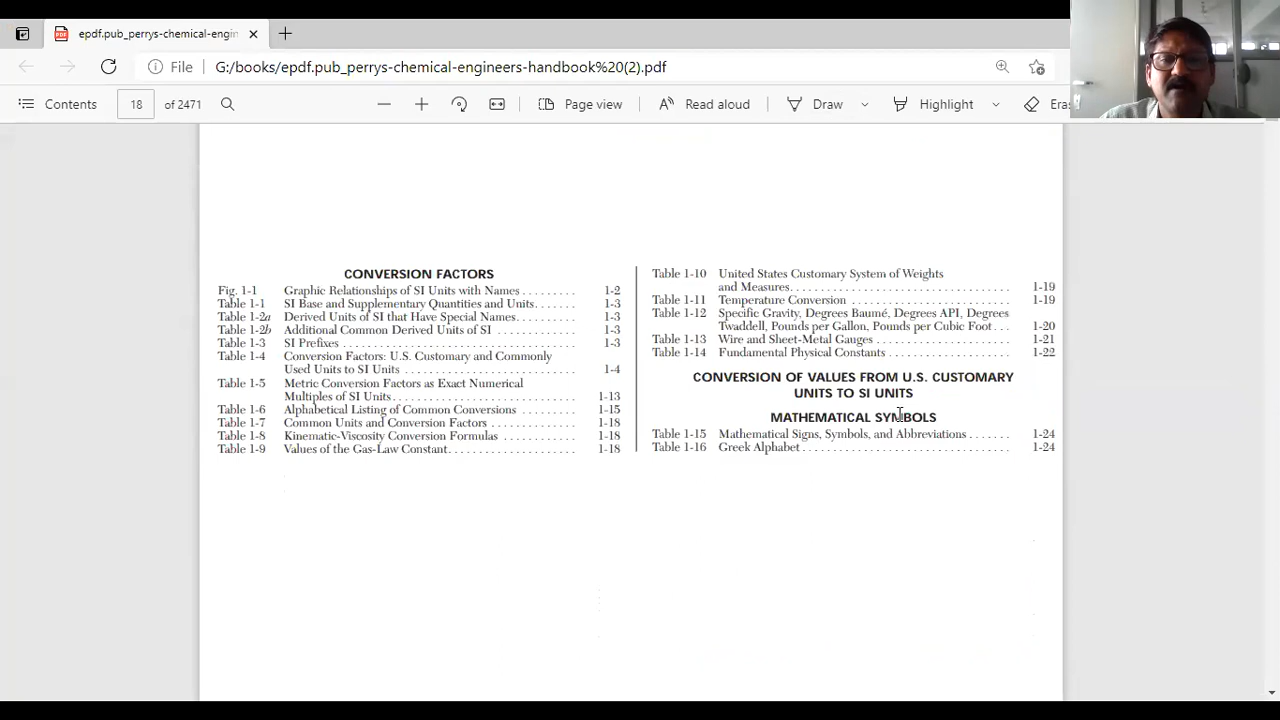 epdf.pub_perrys-chemical-engin
File G:/books/epdf.pub_perrys-chemical-engineers-handbook%20(2).pdf
Contents 18 of 2471 Page view Read aloud Draw Highlight Eras
CONVERSION FACTORS
Fig. 1-1 Graphic Relationships of SI Units with Names . . . . . . . . . 1-2
Table 1-1 SI Base and Supplementary Quantities and Units. . . . . . . 1-3
Table 1-2a Derived Units of SI that Have Special Names. . . . . . . . . . 1-3
Table 1-2b Additional Common Derived Units of SI . . . . . . . . . . . . . 1-3
Table 1-3 SI Prefixes . . . . . . . . . . . . . . . . . . . . . . . . . . . . . . . . . . . . 1-3
Table 1-4 Conversion Factors: U.S. Customary and Commonly
Used Units to SI Units . . . . . . . . . . . . . . . . . . . . . . . . . . 1-4
Table 1-5 Metric Conversion Factors as Exact Numerical
Multiples of SI Units. . . . . . . . . . . . . . . . . . . . . . . . . . . . 1-13
Table 1-6 Alphabetical Listing of Common Conversions . . . . . . . . . 1-15
Table 1-7 Common Units and Conversion Factors . . . . . . . . . . . . . . 1-18
Table 1-8 Kinematic-Viscosity Conversion Formulas . . . . . . . . . . . . 1-18
Table 1-9 Values of the Gas-Law Constant. . . . . . . . . . . . . . . . . . . . 1-18
Table 1-10 United States Customary System of Weights
and Measures. . . . . . . . . . . . . . . . . . . . . . . . . . . . . . . . . . 1-19
Table 1-11 Temperature Conversion . . . . . . . . . . . . . . . . . . . . . . . . 1-19
Table 1-12 Specific Gravity, Degrees Baumé, Degrees API, Degrees
Twaddell, Pounds per Gallon, Pounds per Cubic Foot . . . 1-20
Table 1-13 Wire and Sheet-Metal Gauges . . . . . . . . . . . . . . . . . . . . . 1-21
Table 1-14 Fundamental Physical Constants . . . . . . . . . . . . . . . . . . . 1-22
CONVERSION OF VALUES FROM U.S. CUSTOMARY
UNITS TO SI UNITS
MATHEMATICAL SYMBOLS
Table 1-15 Mathematical Signs, Symbols, and Abbreviations . . . . . . . 1-24
Table 1-16 Greek Alphabet . . . . . . . . . . . . . . . . . . . . . . . . . . . . . . . . 1-24